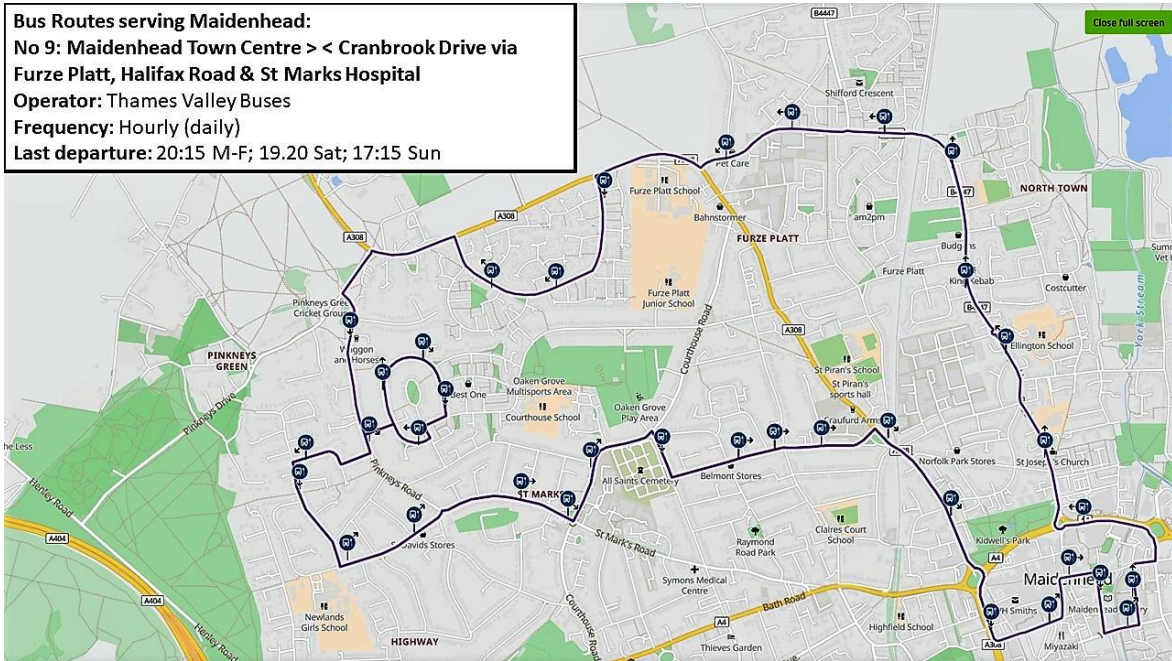 Bus Routes serving Maidenhead:
No 9: Maidenhead Town Centre > < Cranbrook Drive via
Furze Platt, Halifax Road & St Marks Hospital
Operator: Thames Valley Buses
Frequency: Hourly (daily)
Last departure: 20:15 M-F; 19.20 Sat; 17:15 Sun
B4447
Close full screen
Shifford Crescent
Pet Care
Furze Platt School
B4447
NORTH TOWN
Bahnstormer
am2pm
A308
A308
FURZE PLATT
Budgens
Furze Platt
King Kebab
Costcutter
Furze Platt
Junior School
Pinkneys Green
Cricket Ground
York Stream
Courthouse Road
A308
Ellington School
Waggon
and Horses
PINKNEYS
GREEN
St Piran's School
St Piran's
sports hall
Oaken Grove
Multisports Area
Best One
Pinkneys Drive
Courthouse School
Oaken Grove
Play Area
Craufurd Arms
he Less
Norfolk Park Stores
St Joseph's Church
Pinkneys Road
Belmont Stores
All Saints Cemetery
Henley Road
ST MARKS
Claires Court
School
Kidwell's Park
St Davids Stores
St Mark's Road
Raymond
Road Park
A404
A4
Symons Medical
Centre
Maidenhead
Bath Road
A404
WH Smiths
Newlands
Girls School
Courthouse Road
A4
Highfield School
Henley Road
HIGHWAY
Thieves Garden
A308
Miyazaki